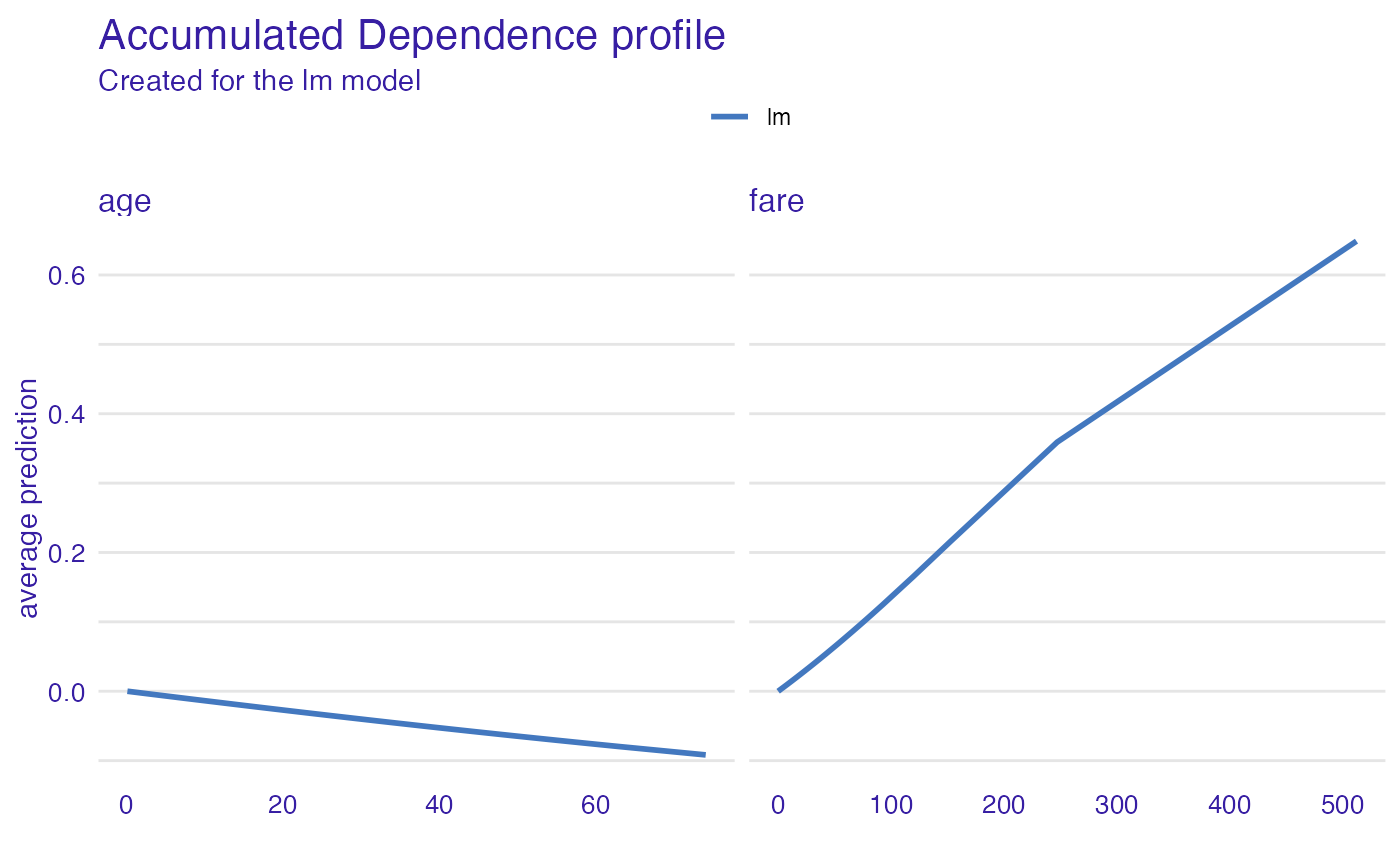 Accumulated Dependence profile
Created for the lm model
lm
age
fare
average prediction
0.6
0.4
0.2
0.0
0 20 40 60
0 100 200 300 400 500